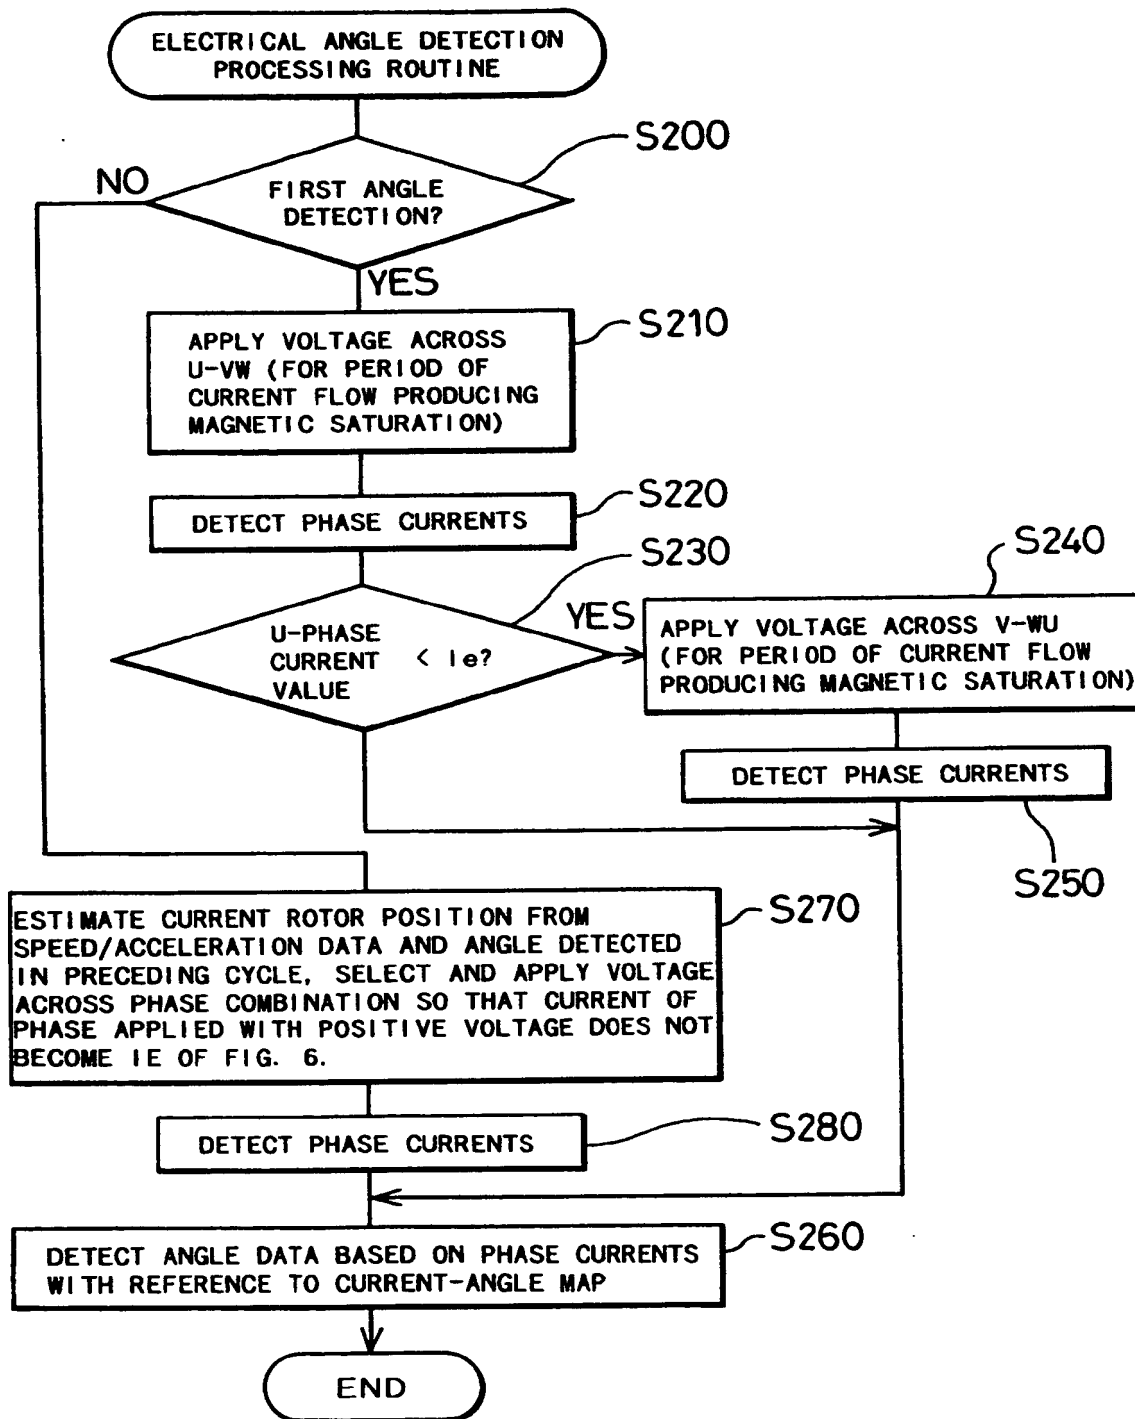 ELECTRICAL ANGLE DETECTION
PROCESSING ROUTINE
S200
NO
FIRST ANGLE
DETECTION?
YES
S210
APPLY VOLTAGE ACROSS
U-VW (FOR PERIOD OF
CURRENT FLOW PRODUCING
MAGNETIC SATURATION)
S220
DETECT PHASE CURRENTS
S230
U-PHASE
CURRENT < Ie?
VALUE
YES
S240
APPLY VOLTAGE ACROSS V-WU
(FOR PERIOD OF CURRENT FLOW
PRODUCING MAGNETIC SATURATION)
DETECT PHASE CURRENTS
S250
S270
ESTIMATE CURRENT ROTOR POSITION FROM
SPEED/ACCELERATION DATA AND ANGLE DETECTED
IN PRECEDING CYCLE, SELECT AND APPLY VOLTAGE
ACROSS PHASE COMBINATION SO THAT CURRENT OF
PHASE APPLIED WITH POSITIVE VOLTAGE DOES NOT
BECOME IE OF FIG. 6.
S280
DETECT PHASE CURRENTS
S260
DETECT ANGLE DATA BASED ON PHASE CURRENTS
WITH REFERENCE TO CURRENT-ANGLE MAP
END